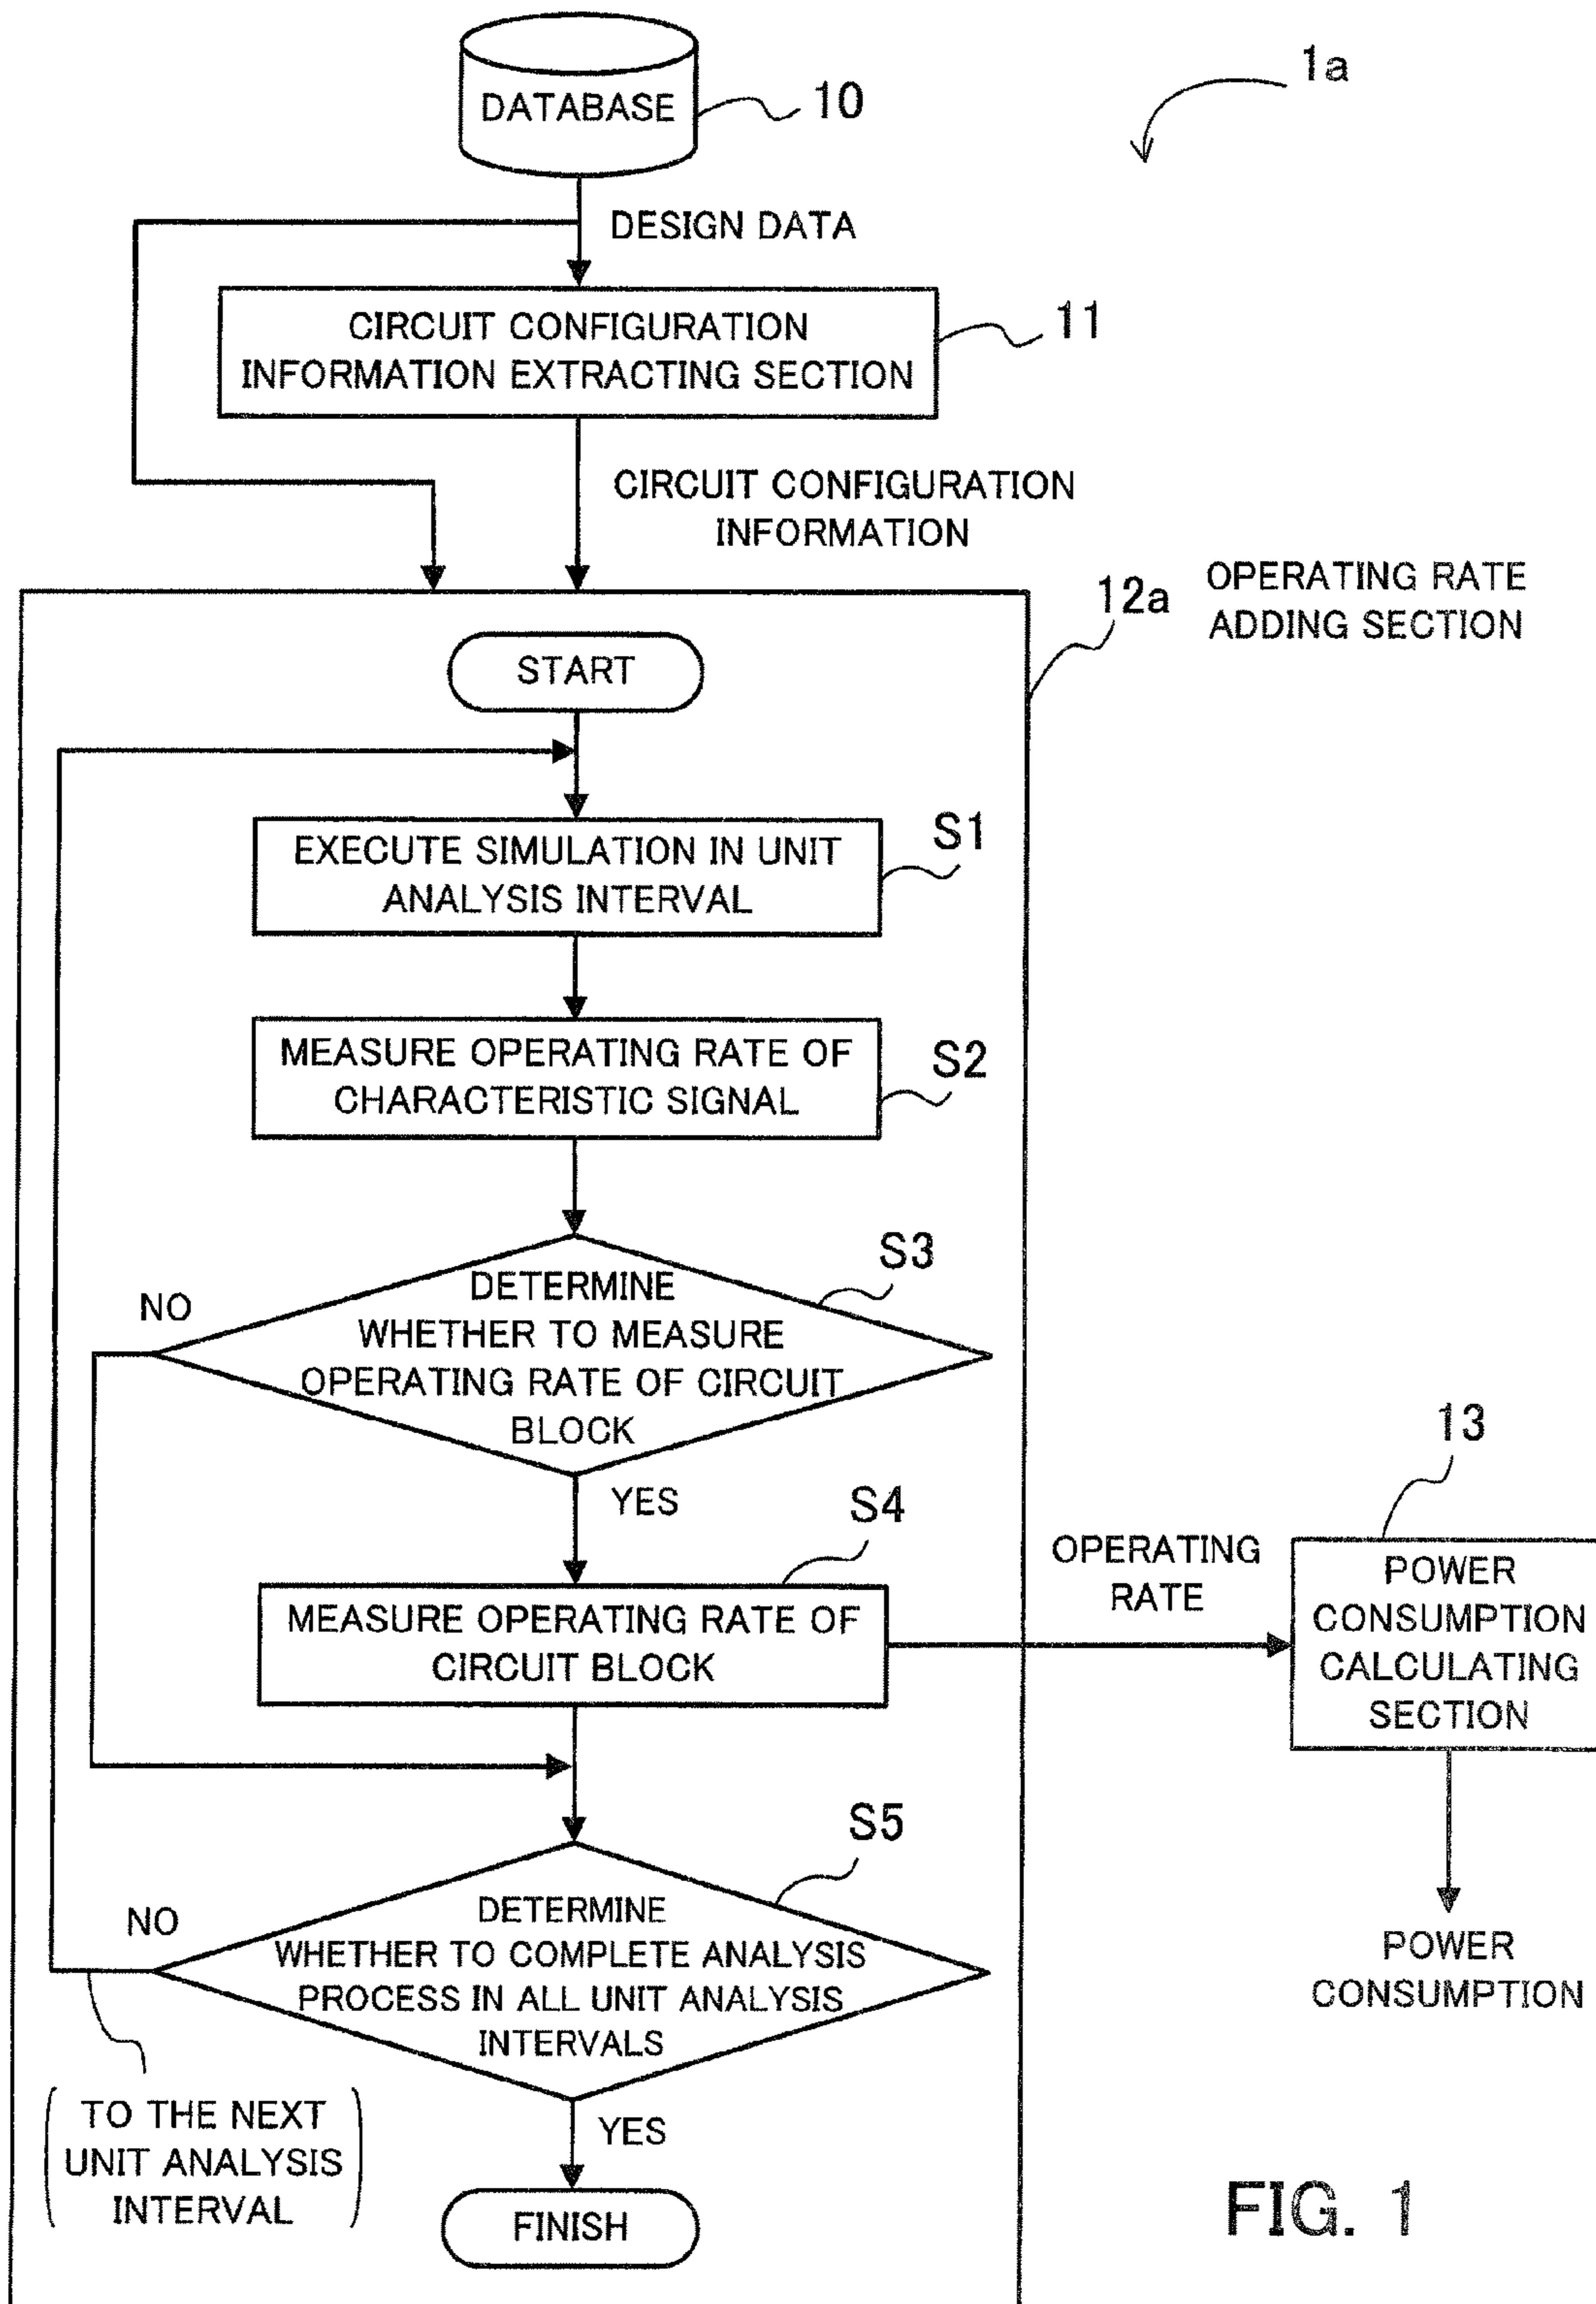 1a
DATABASE
10
DESIGN DATA
CIRCUIT CONFIGURATION
INFORMATION EXTRACTING SECTION
11
CIRCUIT CONFIGURATION
INFORMATION
12a
OPERATING RATE
ADDING SECTION
START
EXECUTE SIMULATION IN UNIT
ANALYSIS INTERVAL
S1
MEASURE OPERATING RATE OF
CHARACTERISTIC SIGNAL
S2
DETERMINE
WHETHER TO MEASURE
OPERATING RATE OF CIRCUIT
BLOCK
S3
NO
YES
MEASURE OPERATING RATE OF
CIRCUIT BLOCK
S4
OPERATING
RATE
13
POWER
CONSUMPTION
CALCULATING
SECTION
POWER
CONSUMPTION
DETERMINE
WHETHER TO COMPLETE ANALYSIS
PROCESS IN ALL UNIT ANALYSIS
INTERVALS
S5
NO
(TO THE NEXT
UNIT ANALYSIS
INTERVAL)
YES
FINISH
FIG. 1